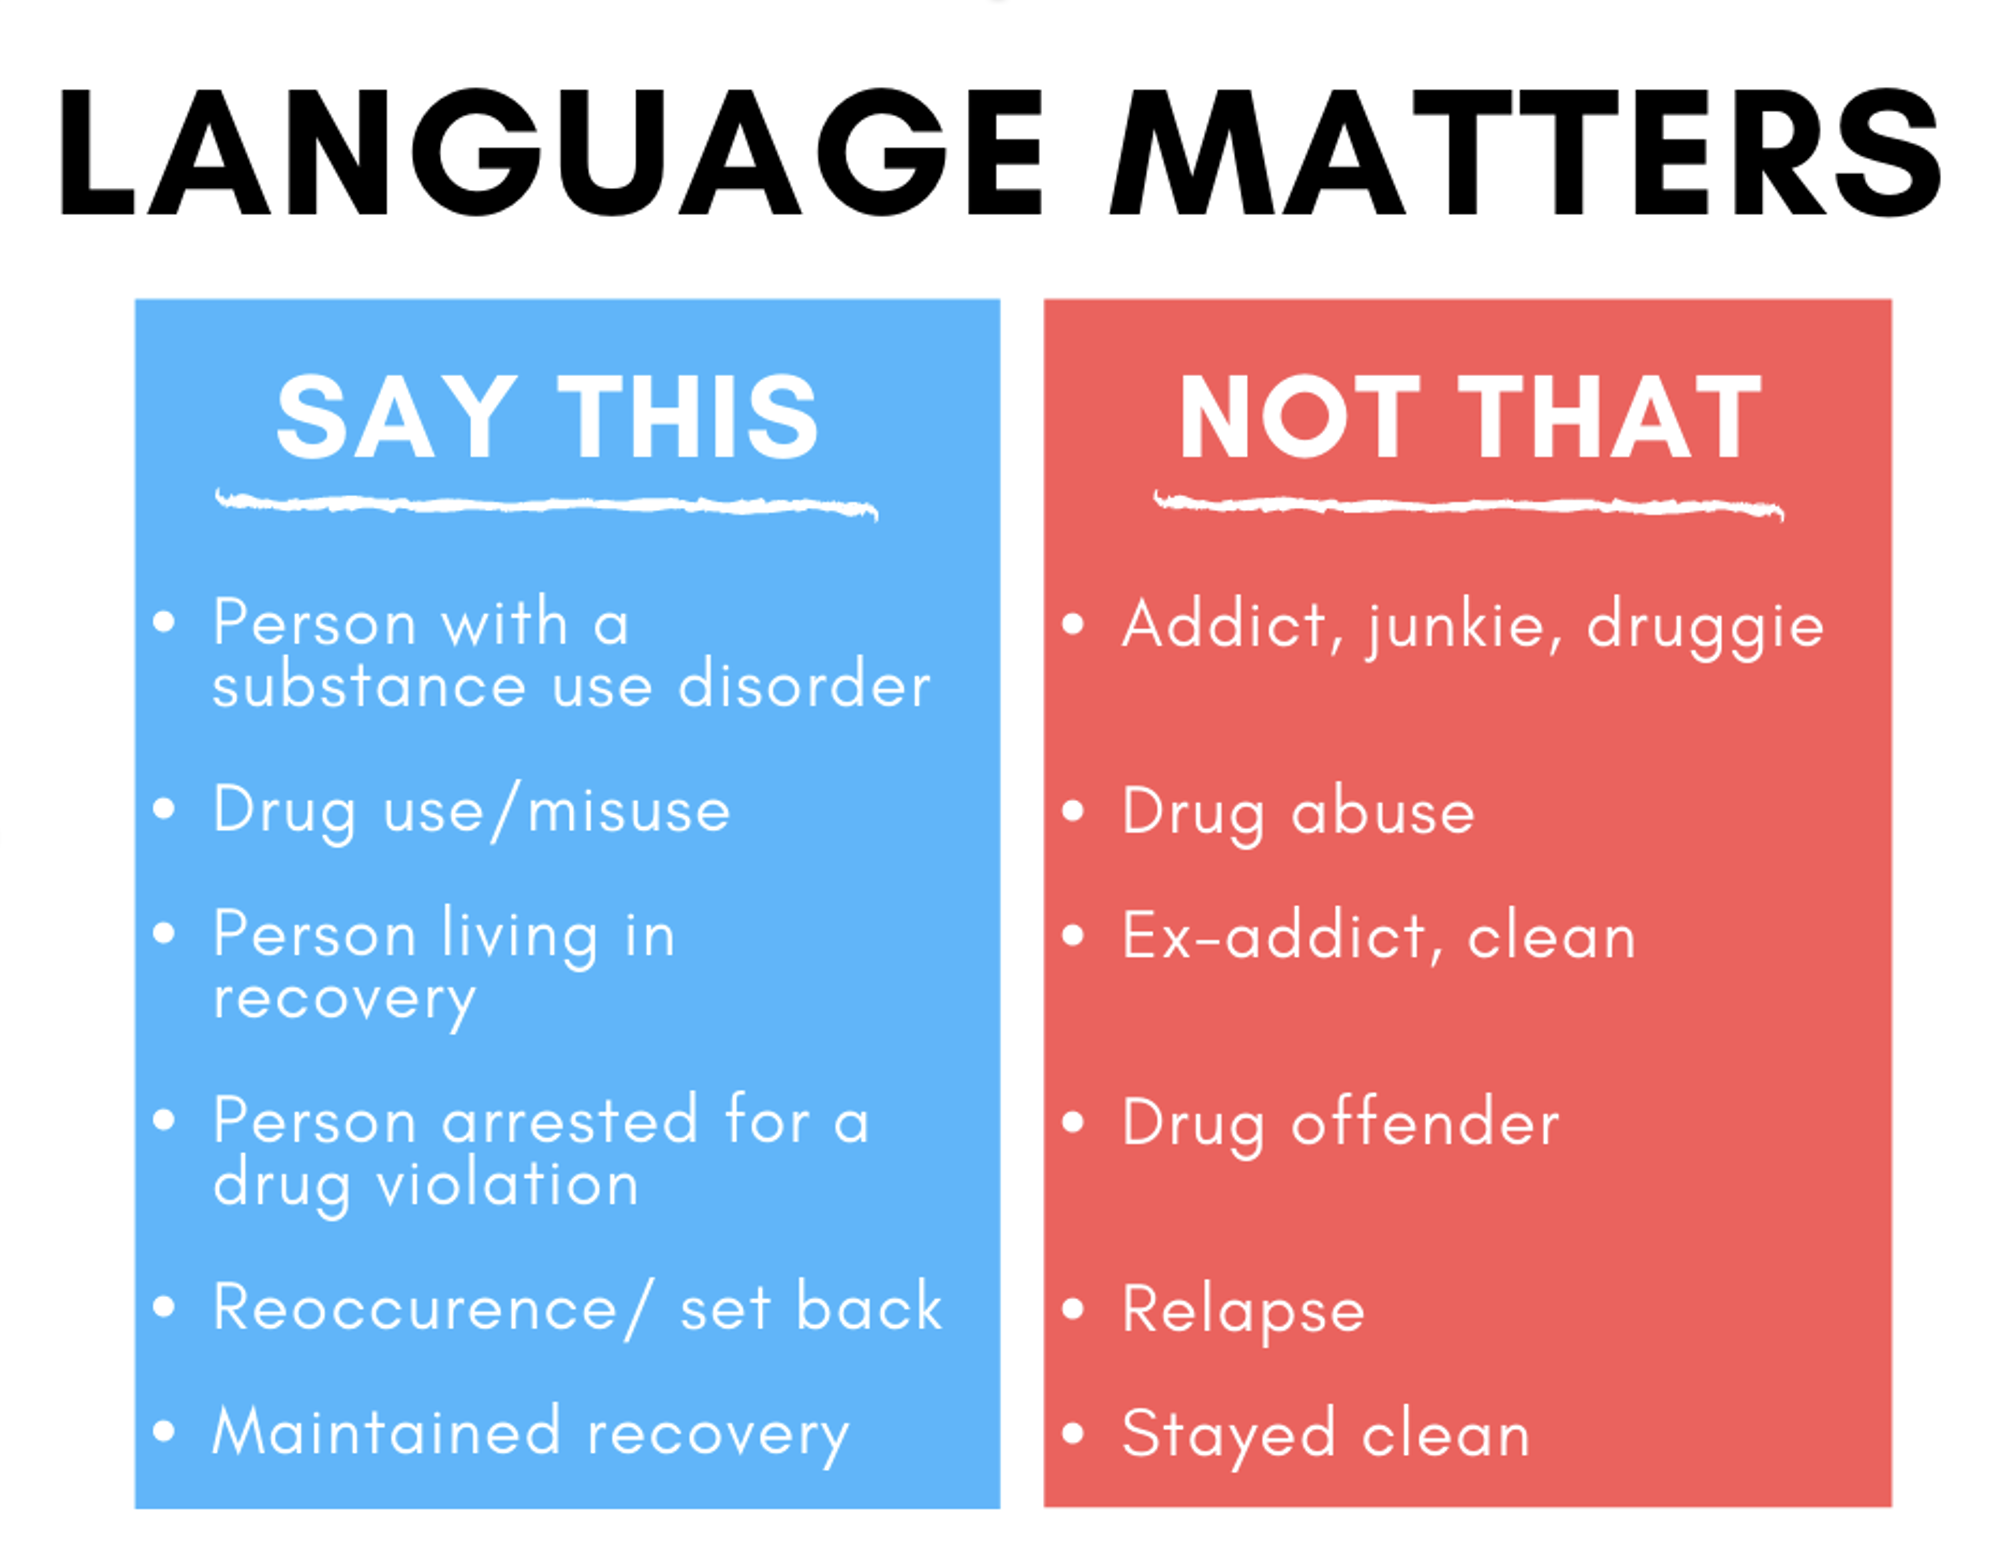 LANGUAGE MATTERS
SAY THIS
• Person with a
substance use disorder
• Drug use/misuse
• Person living in
recovery
• Person arrested for a
drug violation
• Reoccurence/ set back
• Maintained recovery
NOT THAT
• Addict, junkie, druggie
• Drug abuse
• Ex-addict, clean
• Drug offender
• Relapse
• Stayed clean